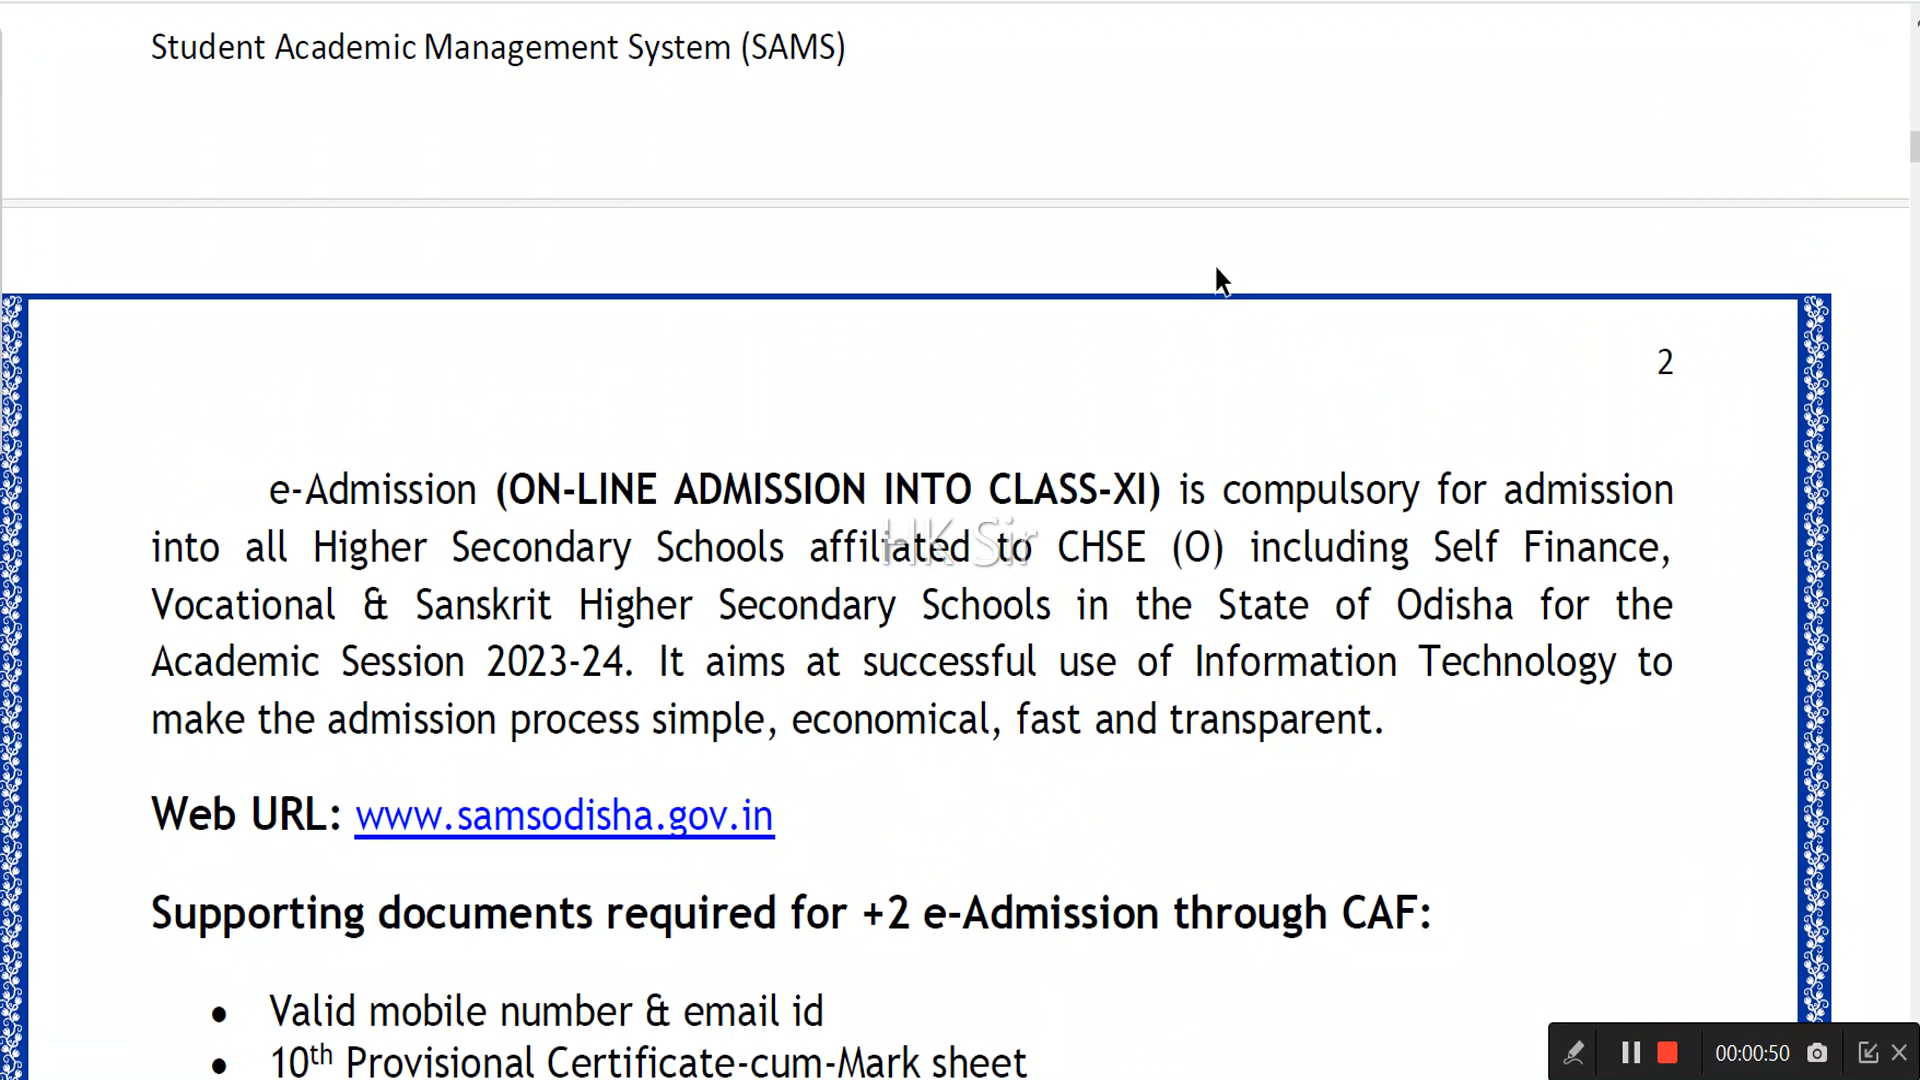 Student Academic Management System (SAMS)
2
e-Admission (ON-LINE ADMISSION INTO CLASS-XI) is compulsory for admission
into all Higher Secondary Schools affiliated to CHSE (O) including Self Finance,
HK Sir
Vocational & Sanskrit Higher Secondary Schools in the State of Odisha for the
Academic Session 2023-24. It aims at successful use of Information Technology to
make the admission process simple, economical, fast and transparent.
Web URL: www.samsodisha.gov.in
Supporting documents required for +2 e-Admission through CAF:
• Valid mobile number & email id
• 10th Provisional Certificate-cum-Mark sheet
00:00:50